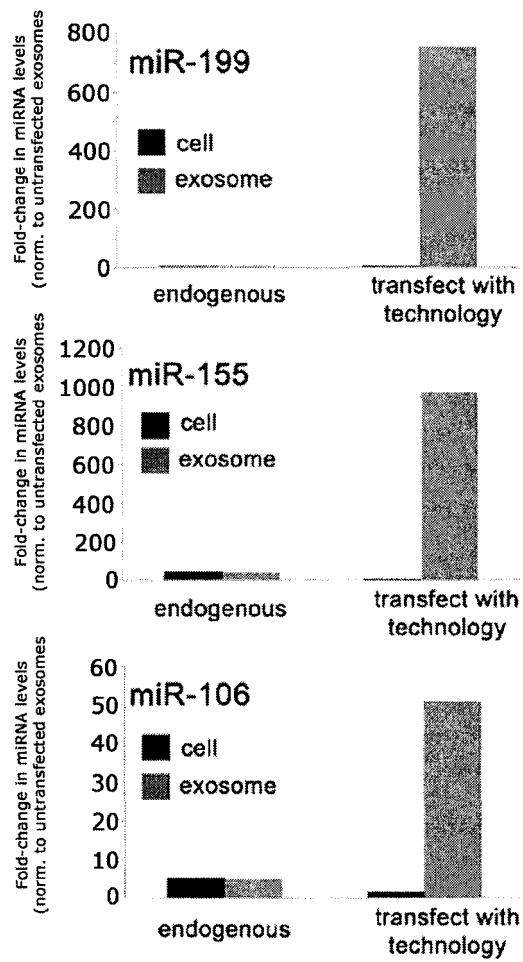 Fold-change in miRNA levels
(norm. to untransfected exosomes
800
600
400
200
0
miR-199
cell
exosome
endogenous
transfect with
technology
Fold-change in miRNA levels
(norm. to untransfected exosomes
1200
1000
800
600
400
200
0
miR-155
cell
exosome
endogenous
transfect with
technology
Fold-change in miRNA levels
(norm. to untransfected exosomes
60
50
40
30
20
10
0
miR-106
cell
exosome
endogenous
transfect with
technology